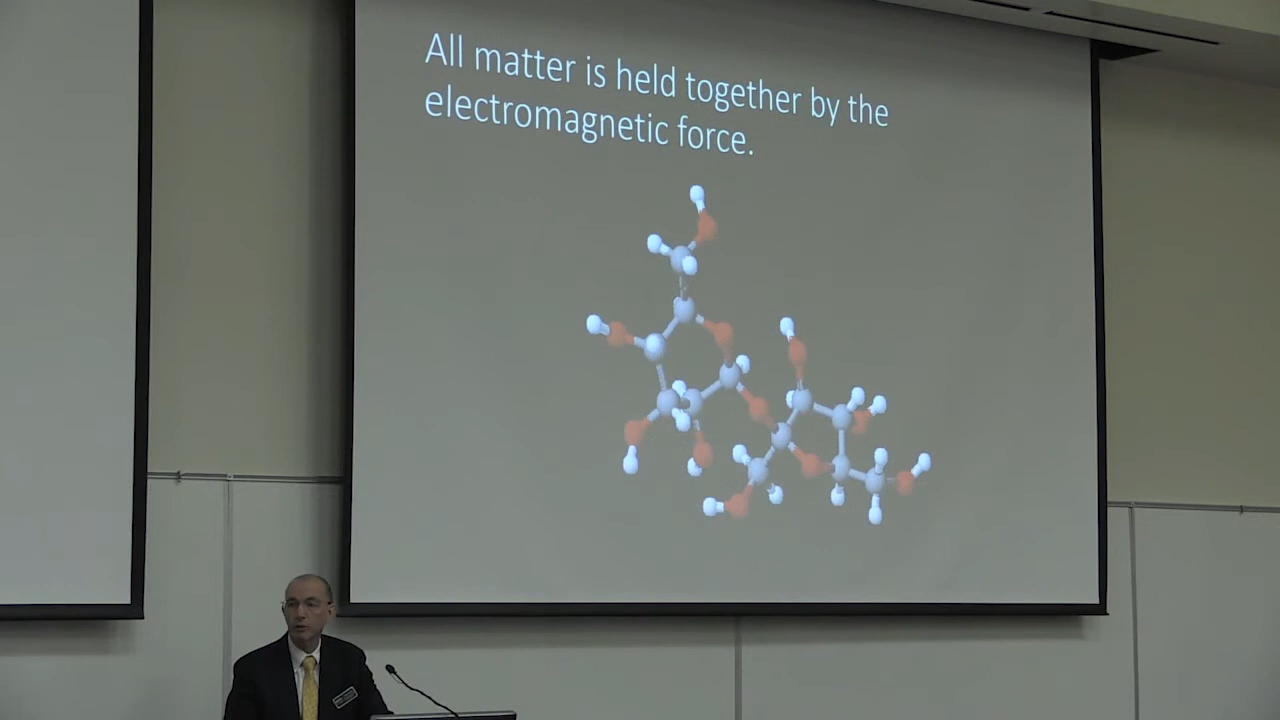 All matter is held together by the
electromagnetic force.